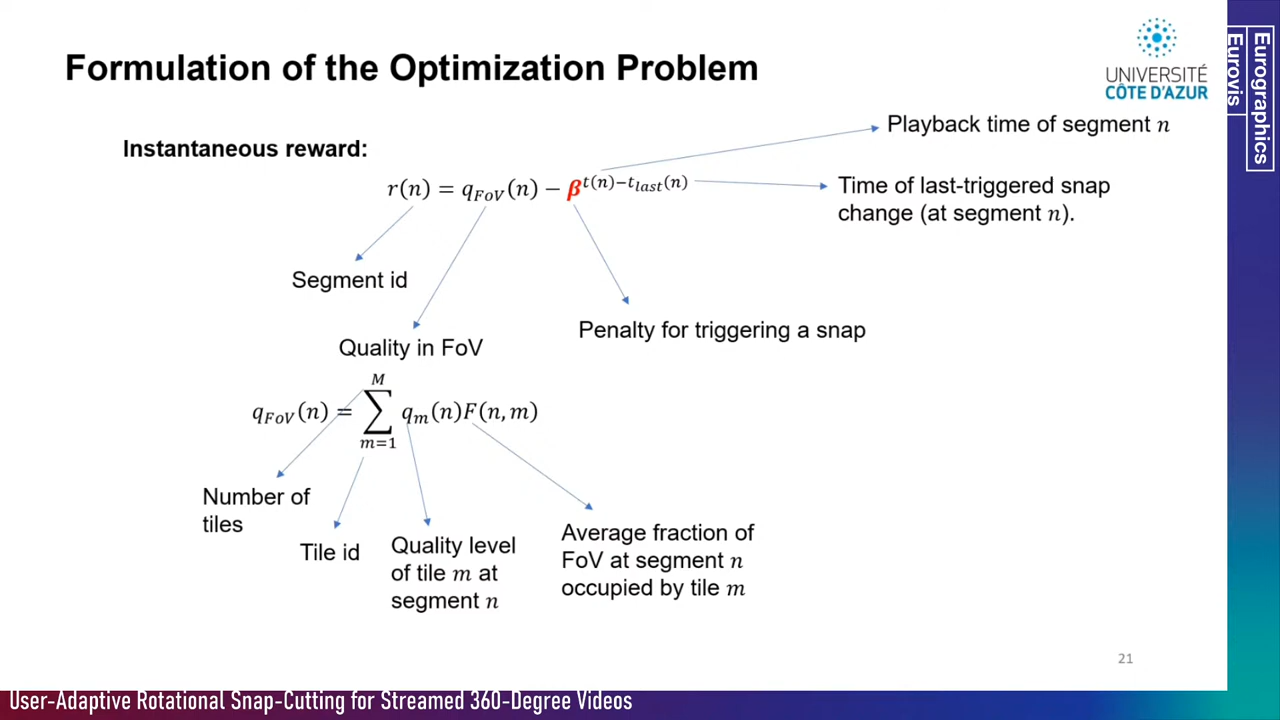 Formulation of the Optimization Problem
UNIVERSITÉ
CÔTE D'AZUR
Eurographics
Eurovis
Instantaneous reward:
Playback time of segment n
r(n) = q_FoV(n) − β^{t(n)−t_last(n)}
Time of last-triggered snap
change (at segment n).
Segment id
Penalty for triggering a snap
Quality in FoV
q_FoV(n) = ∑_{m=1}^{M} q_m(n)F(n, m)
Number of
tiles
Tile id
Quality level
of tile m at
segment n
Average fraction of
FoV at segment n
occupied by tile m
21
User-Adaptive Rotational Snap-Cutting for Streamed 360-Degree Videos